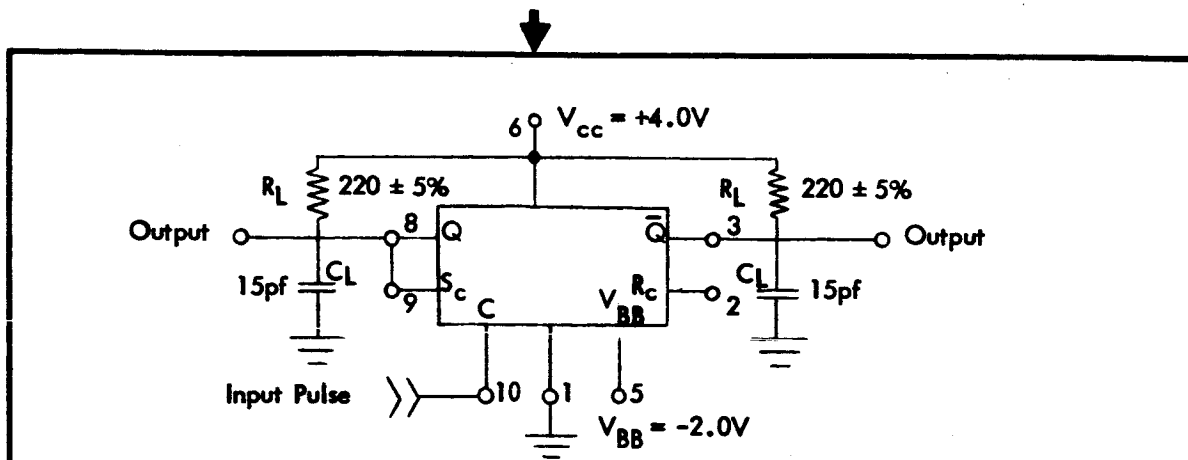 6 V_cc = +4.0V
R_L 220 ± 5%
R_L 220 ± 5%
Output 8 Q
Q̅ 3 Output
15pf C_L
9 S_c
R_c 2
C_L 15pf
C
V_BB
Input Pulse 10 1 5
V_BB = -2.0V